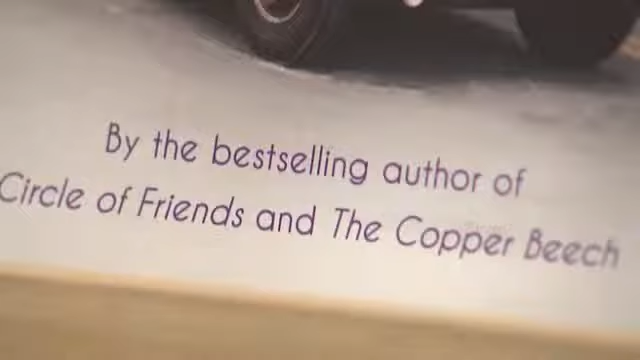 By the bestselling author of
Circle of Friends and The Copper Beech